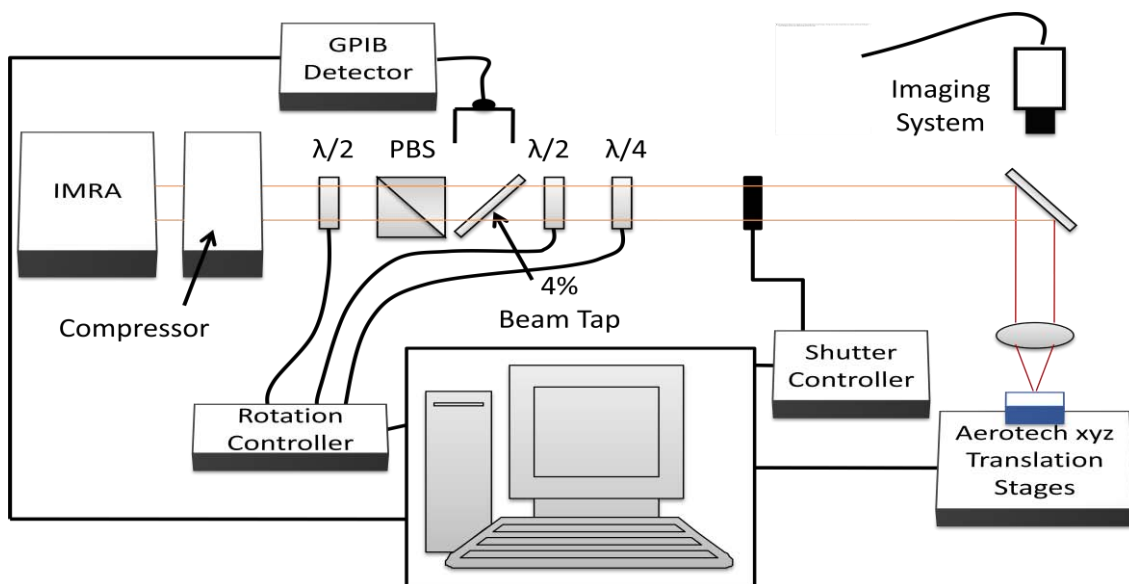 GPIB
Detector
Imaging
System
λ/2
PBS
λ/2
λ/4
IMRA
4%
Beam Tap
Compressor
Shutter
Controller
Rotation
Controller
Aerotech xyz
Translation
Stages